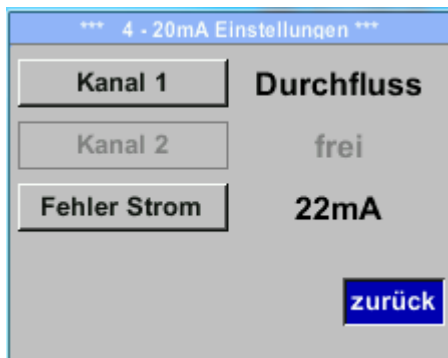 *** 4 - 20mA Einstellungen ***
Kanal 1 Durchfluss
Kanal 2 frei
Fehler Strom 22mA
zurück